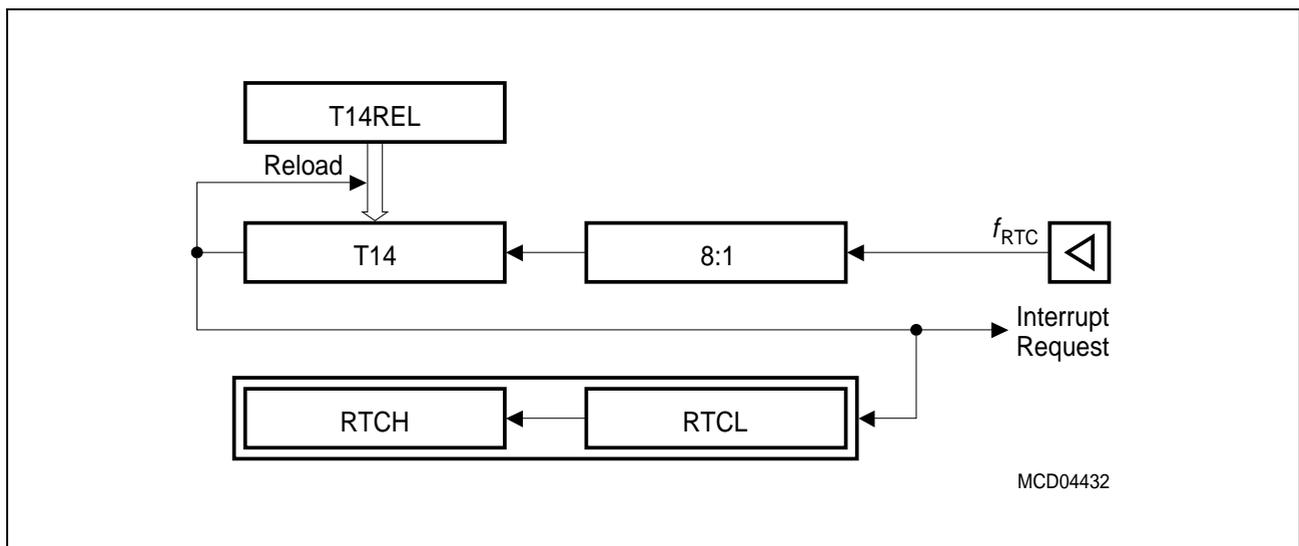 T14REL
Reload
T14
8:1
fRTC
Interrupt
Request
RTCH
RTCL
MCD04432